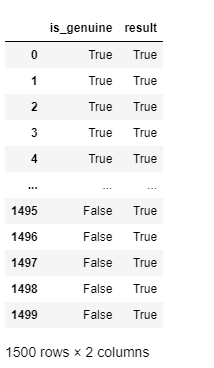 is_genuine result
0 True True
1 True True
2 True True
3 True True
4 True True
... ... ...
1495 False True
1496 False True
1497 False True
1498 False True
1499 False True
1500 rows × 2 columns